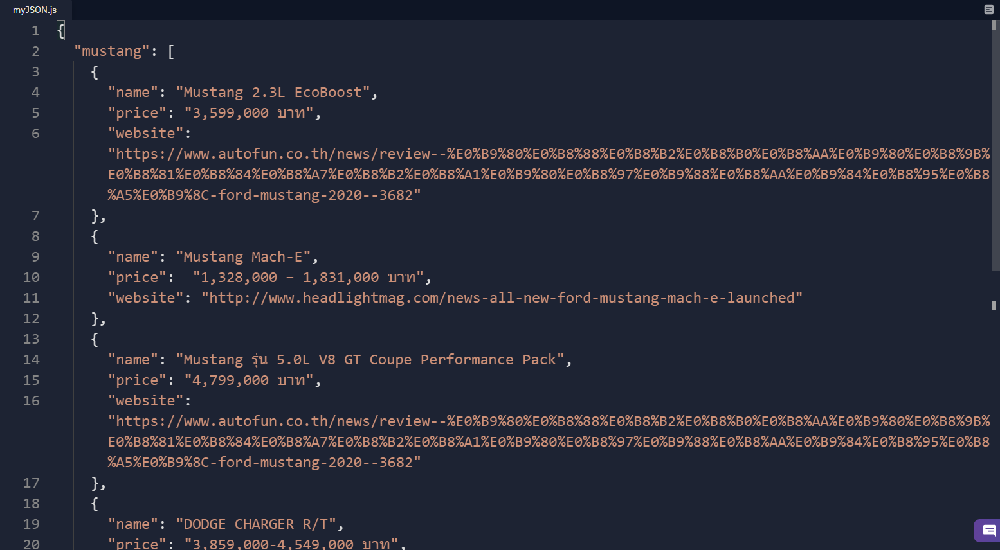 myJSON.js
1 {
2 "mustang": [
3 {
4 "name": "Mustang 2.3L EcoBoost",
5 "price": "3,599,000 บาท",
6 "website":
"https://www.autofun.co.th/news/review--%E0%B9%80%E0%B8%88%E0%B8%B2%E0%B8%B0%E0%B8%AA%E0%B9%80%E0%B8%9B%
E0%B8%81%E0%B8%84%E0%B8%A7%E0%B8%B2%E0%B8%A1%E0%B9%80%E0%B8%97%E0%B9%88%E0%B8%AA%E0%B9%84%E0%B8%95%E0%B8
%A5%E0%B9%8C-ford-mustang-2020--3682"
7 },
8 {
9 "name": "Mustang Mach-E",
10 "price":  "1,328,000 – 1,831,000 บาท",
11 "website": "http://www.headlightmag.com/news-all-new-ford-mustang-mach-e-launched"
12 },
13 {
14 "name": "Mustang รุ่น 5.0L V8 GT Coupe Performance Pack",
15 "price": "4,799,000 บาท",
16 "website":
"https://www.autofun.co.th/news/review--%E0%B9%80%E0%B8%88%E0%B8%B2%E0%B8%B0%E0%B8%AA%E0%B9%80%E0%B8%9B%
E0%B8%81%E0%B8%84%E0%B8%A7%E0%B8%B2%E0%B8%A1%E0%B9%80%E0%B8%97%E0%B9%88%E0%B8%AA%E0%B9%84%E0%B8%95%E0%B8
%A5%E0%B9%8C-ford-mustang-2020--3682"
17 },
18 {
19 "name": "DODGE CHARGER R/T",
20 "price": "3,859,000-4,549,000 บาท",